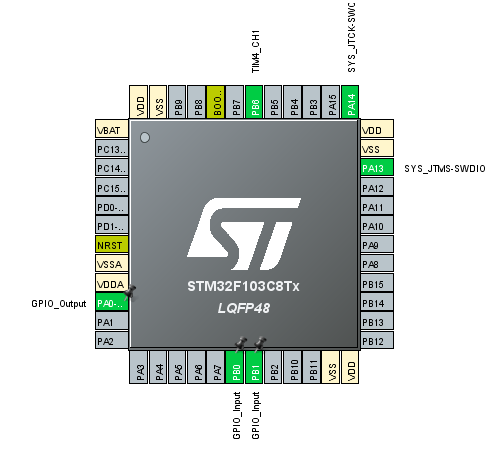 TIM4_CH1
SYS_JTCK-SWC
VDD
VSS
PB9
PB8
BOO..
PB7
PB6
PB5
PB4
PB3
PA15
PA14
VBAT
PC13..
PC14..
PC15..
PD0-..
PD1-..
NRST
VSSA
VDDA
GPIO_Output
PA0-..
PA1
PA2
VDD
VSS
PA13
SYS_JTMS-SWDIO
PA12
PA11
PA10
PA9
PA8
PB15
PB14
PB13
PB12
ST
STM32F103C8Tx
LQFP48
PA3
PA4
PA5
PA6
PA7
PB0
PB1
PB2
PB10
PB11
VSS
VDD
GPIO_Input
GPIO_Input